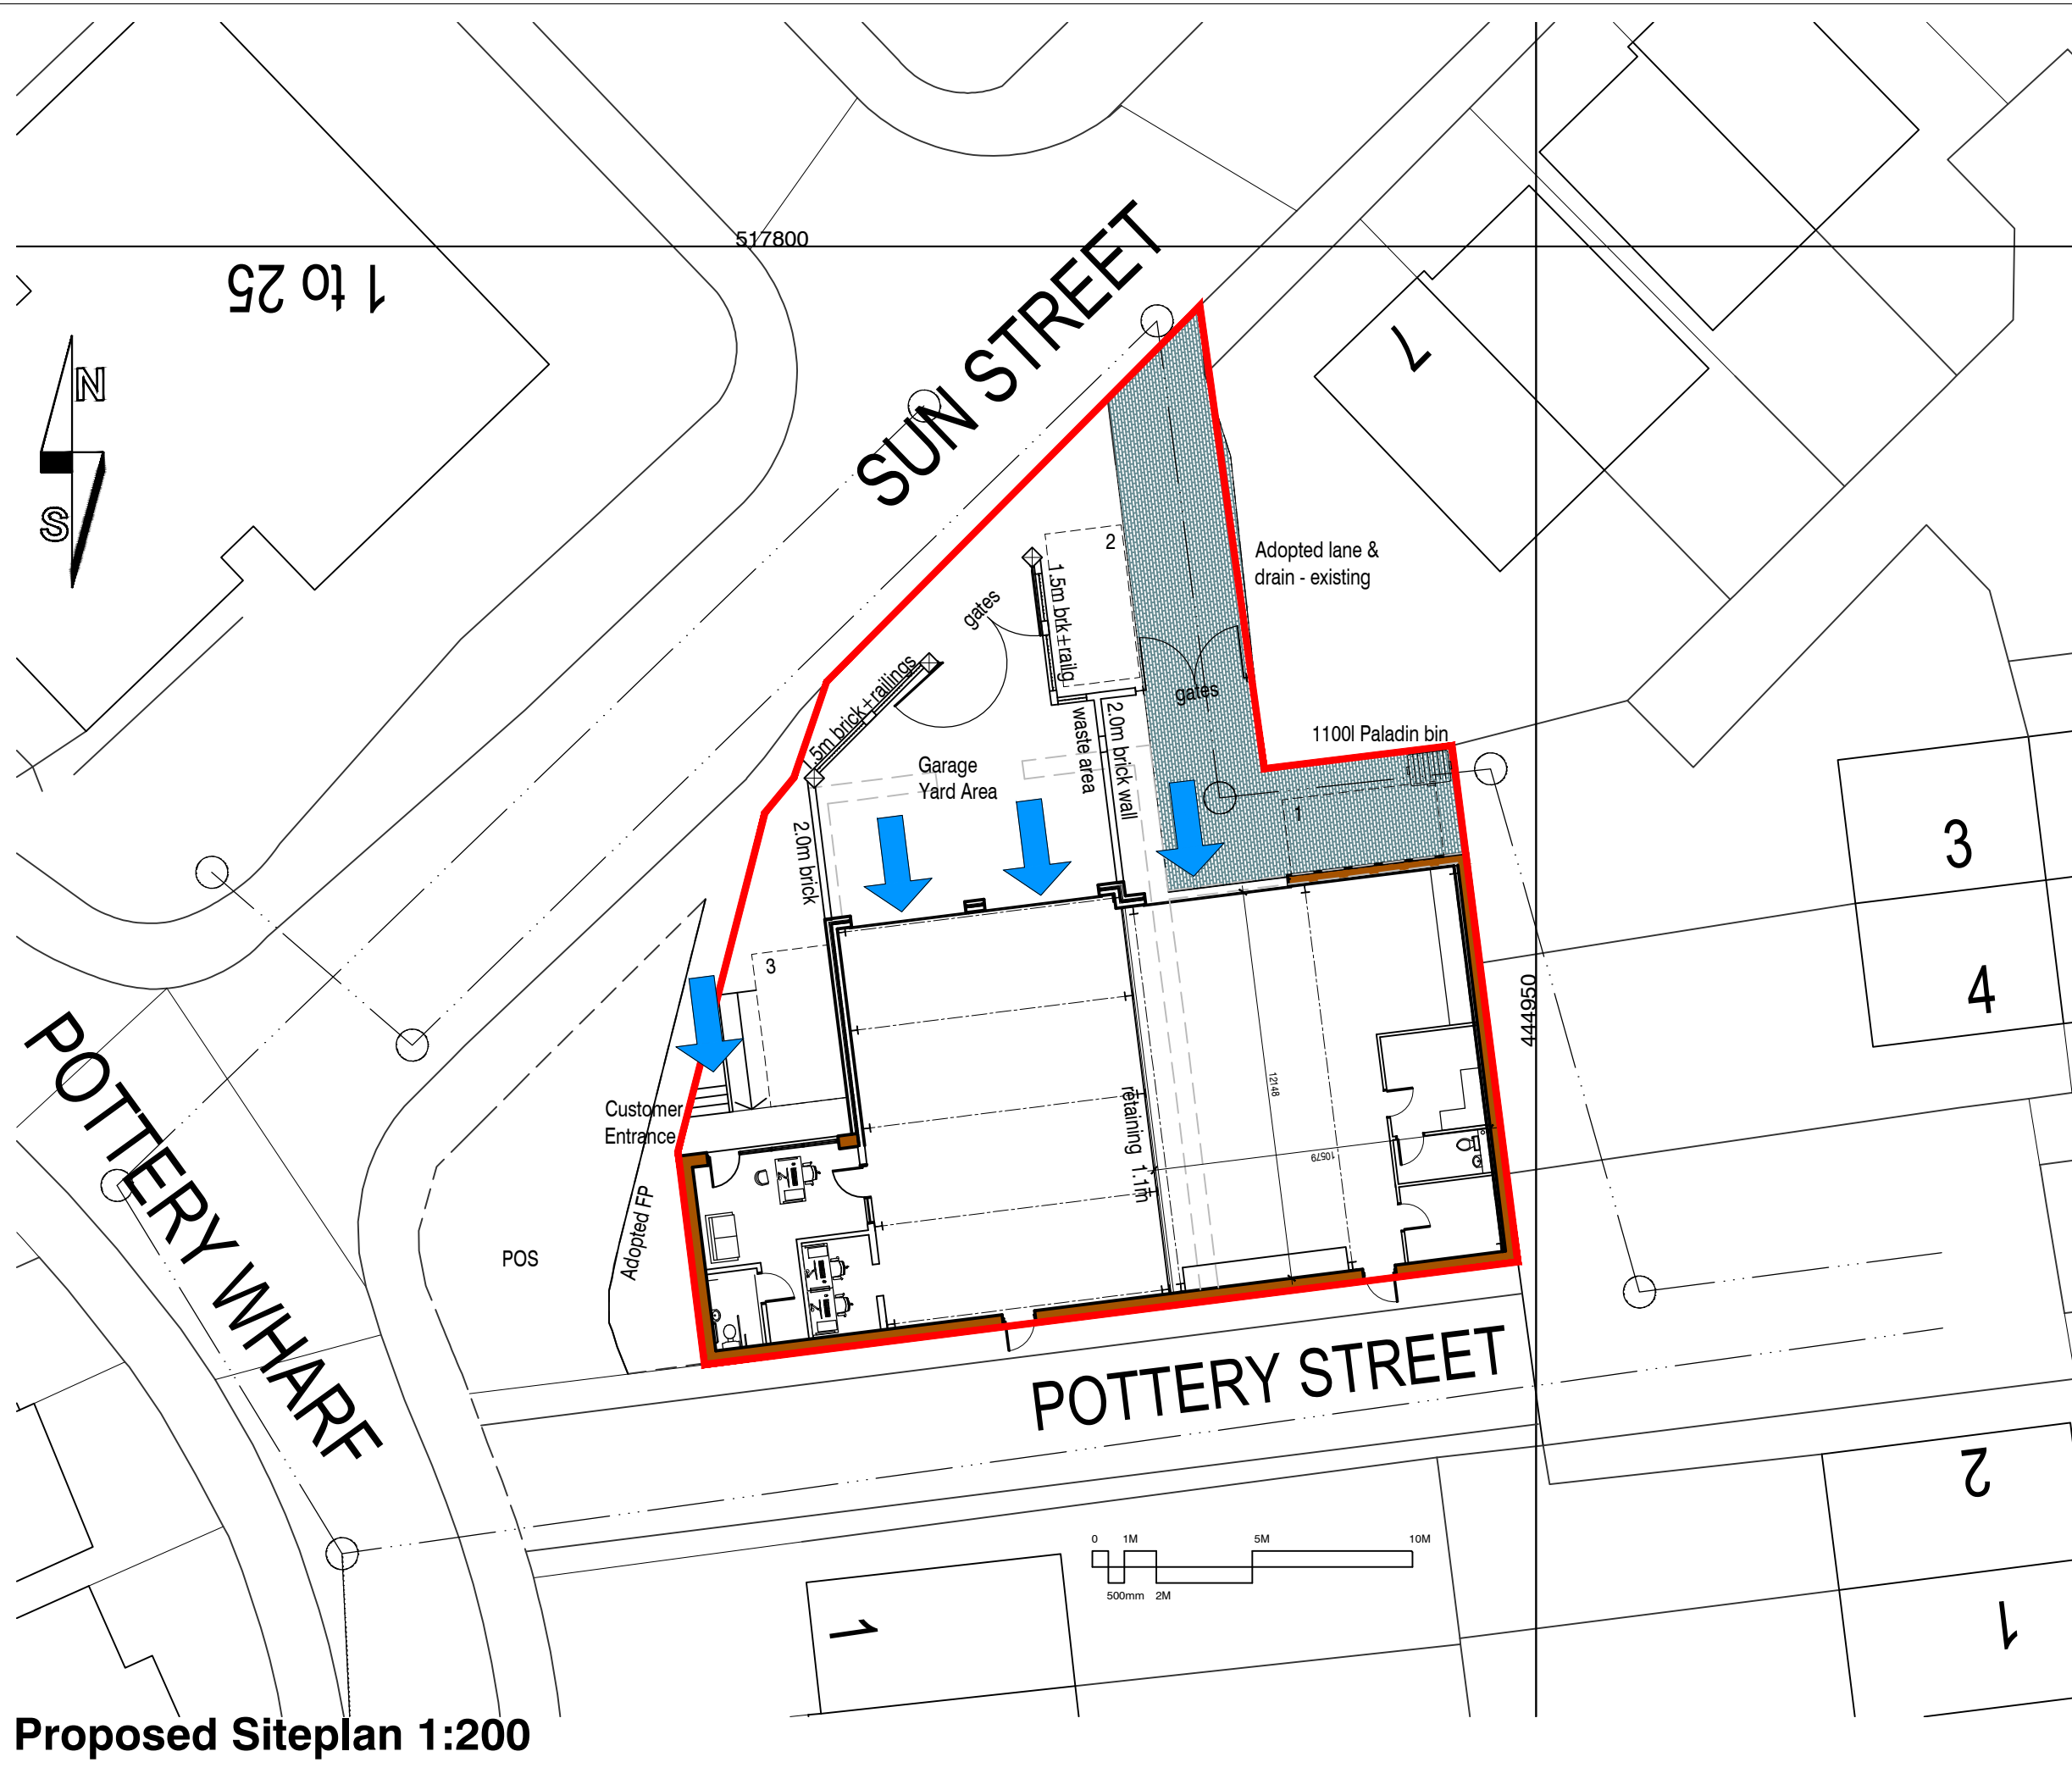 517800
1 to 25
N
S
SUN STREET
7
2
Adopted lane &
drain - existing
1.5m brk+railg
gates
gates
.5m brick+railings
1100l Paladin bin
Garage
Yard Area
waste area
2.0m brick wall
2.0m brick
1
3
3
4
444950
POTTERY WHARF
Customer
Entrance
12148
retaining 1.1m
10579
Adopted FP
POS
POTTERY STREET
2
1
0 1M 5M 10M
500mm 2M
1
Proposed Siteplan 1:200